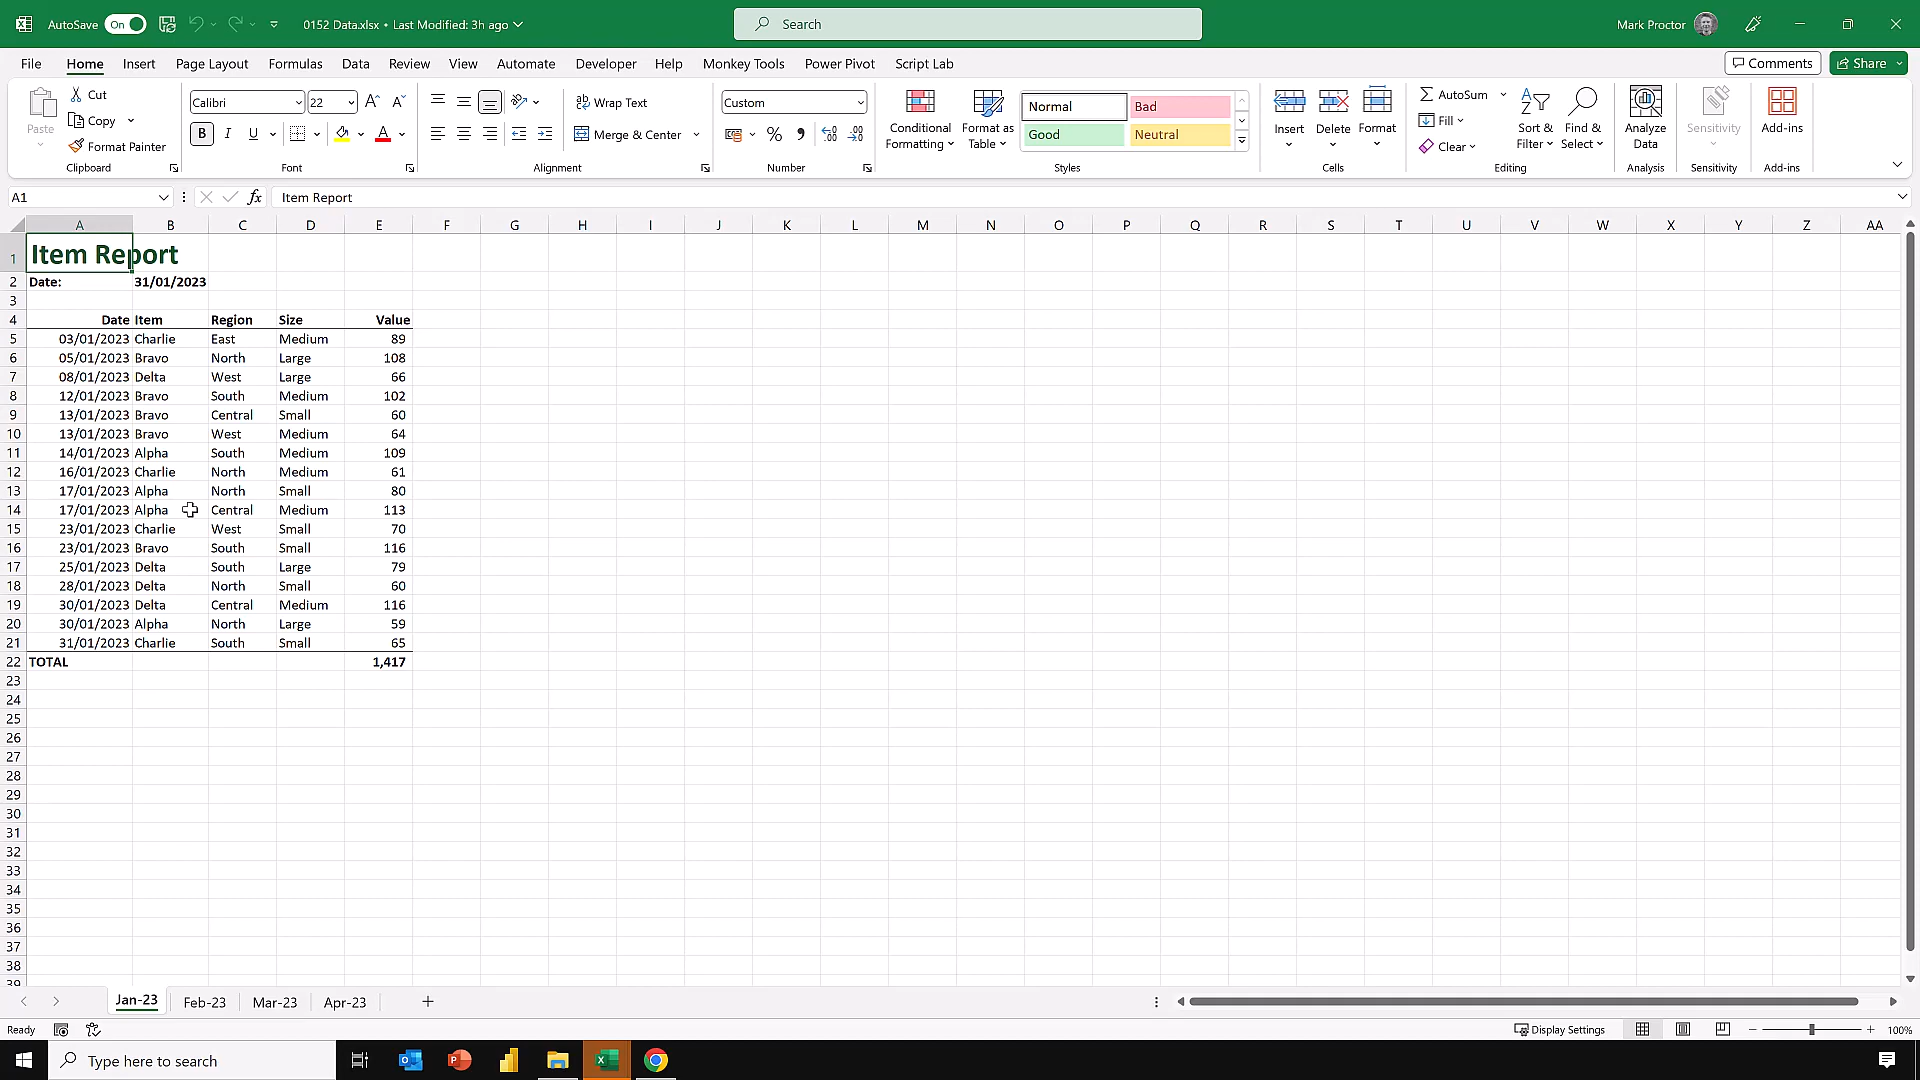 AutoSave On 0152 Data.xlsx • Last Modified: 3h ago Search Mark Proctor
File Home Insert Page Layout Formulas Data Review View Automate Developer Help Monkey Tools Power Pivot Script Lab Comments Share
Cut
Copy
Format Painter
Paste
Clipboard
Calibri 22
B I U
Font
Wrap Text
Merge & Center
Alignment
Custom
%
Number
Conditional Formatting
Format as Table
Normal Bad
Good Neutral
Styles
Insert Delete Format
Cells
AutoSum
Fill
Clear
Sort & Filter
Find & Select
Editing
Analyze Data
Analysis
Sensitivity
Sensitivity
Add-ins
Add-ins
A1 fx Item Report
A B C D E F G H I J K L M N O P Q R S T U V W X Y Z AA
1 Item Report
2 Date: 31/01/2023
3
4 Date Item Region Size Value
5 03/01/2023 Charlie East Medium 89
6 05/01/2023 Bravo North Large 108
7 08/01/2023 Delta West Large 66
8 12/01/2023 Bravo South Medium 102
9 13/01/2023 Bravo Central Small 60
10 13/01/2023 Bravo West Medium 64
11 14/01/2023 Alpha South Medium 109
12 16/01/2023 Charlie North Medium 61
13 17/01/2023 Alpha North Small 80
14 17/01/2023 Alpha Central Medium 113
15 23/01/2023 Charlie West Small 70
16 23/01/2023 Bravo South Small 116
17 25/01/2023 Delta South Large 79
18 28/01/2023 Delta North Small 60
19 30/01/2023 Delta Central Medium 116
20 30/01/2023 Alpha North Large 59
21 31/01/2023 Charlie South Small 65
22 TOTAL 1,417
23
24
25
26
27
28
29
30
31
32
33
34
35
36
37
38
39
Jan-23 Feb-23 Mar-23 Apr-23
Ready Display Settings 100%
Type here to search